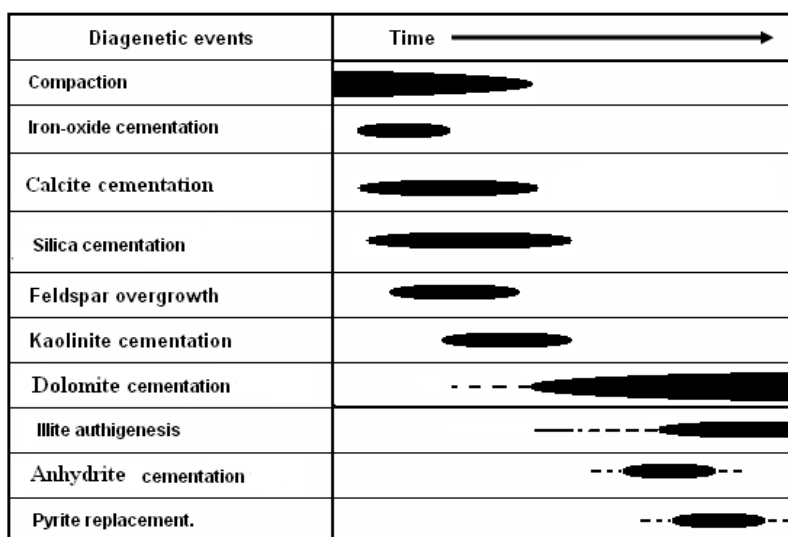 Diagenetic events Time
Compaction
Iron-oxide cementation
Calcite cementation
Silica cementation
Feldspar overgrowth
Kaolinite cementation
Dolomite cementation
Illite authigenesis
Anhydrite cementation
Pyrite replacement.